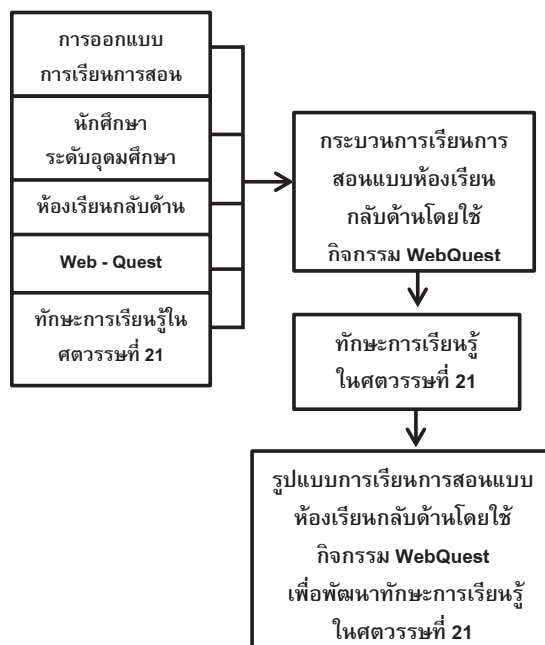 การออกแบบ
การเรียนการสอน
นักศึกษา
ระดับอุดมศึกษา
ห้องเรียนกลับด้าน
Web - Quest
ทักษะการเรียนรู้ใน
ศตวรรษที่ 21
กระบวนการเรียนการ
สอนแบบห้องเรียน
กลับด้านโดยใช้
กิจกรรม WebQuest
ทักษะการเรียนรู้
ในศตวรรษที่ 21
รูปแบบการเรียนการสอนแบบ
ห้องเรียนกลับด้านโดยใช้
กิจกรรม WebQuest
เพื่อพัฒนาทักษะการเรียนรู้
ในศตวรรษที่ 21